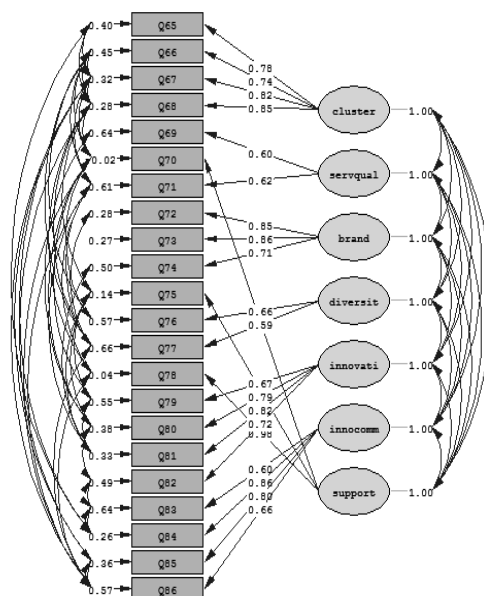 0.40 Q65
0.45 Q66
0.32 Q67
0.28 Q68
0.64 Q69
0.02 Q70
0.61 Q71
0.28 Q72
0.27 Q73
0.50 Q74
0.14 Q75
0.57 Q76
0.66 Q77
0.04 Q78
0.55 Q79
0.38 Q80
0.33 Q81
0.49 Q82
0.64 Q83
0.26 Q84
0.36 Q85
0.57 Q86
0.78
0.74
0.82
0.85
0.60
0.62
0.85
0.86
0.71
0.66
0.59
0.67
0.79
0.82
0.72
0.98
0.60
0.86
0.80
0.66
cluster 1.00
servqual 1.00
brand 1.00
diversit 1.00
innovati 1.00
innocomm 1.00
support 1.00